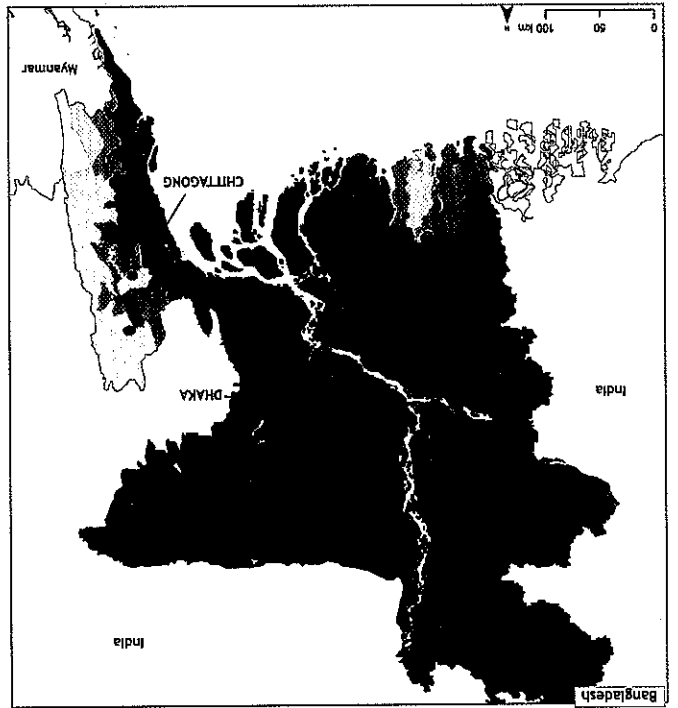 Bangladesh
India
India
DHAKA
CHITTAGONG
Myanmar
0 50 100 km
N